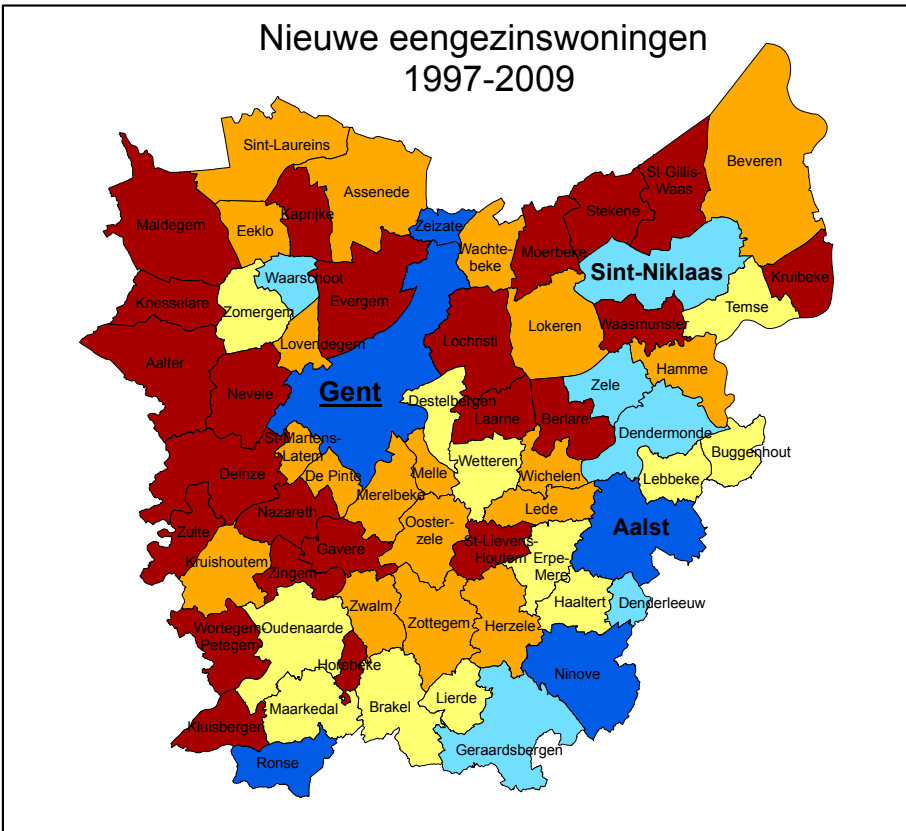 Nieuwe eengezinswoningen
1997-2009
Sint-Laureins
Beveren
St-Gillis-
Waas
Assenede
Stekene
Kaprijke
Maldegem
Eeklo
Zelzate
Wachte-
beke
Moerbeke
Sint-Niklaas
Waarschoot
Kruibeke
Knesselare
Evergem
Zomergem
Temse
Lokeren
Waasmunster
Lovendegem
Lochristi
Aalter
Hamme
Zele
Nevele
Gent
Destelbergen
Laarne
Berlare
Dendermonde
St-Martens-
Latem
Buggenhout
Wetteren
Deinze
De Pinte
Melle
Wichelen
Lebbeke
Merelbeke
Lede
Nazareth
Ooster-
zele
Aalst
Zulte
St-Lievens-
Houtem
Gavere
Kruishoutem
Erpe-
Mere
Zingem
Haaltert
Denderleeuw
Zwalm
Wortegem
Petegem
Oudenaarde
Zottegem
Herzele
Horebeke
Ninove
Lierde
Maarkedal
Brakel
Kluisbergen
Geraardsbergen
Ronse